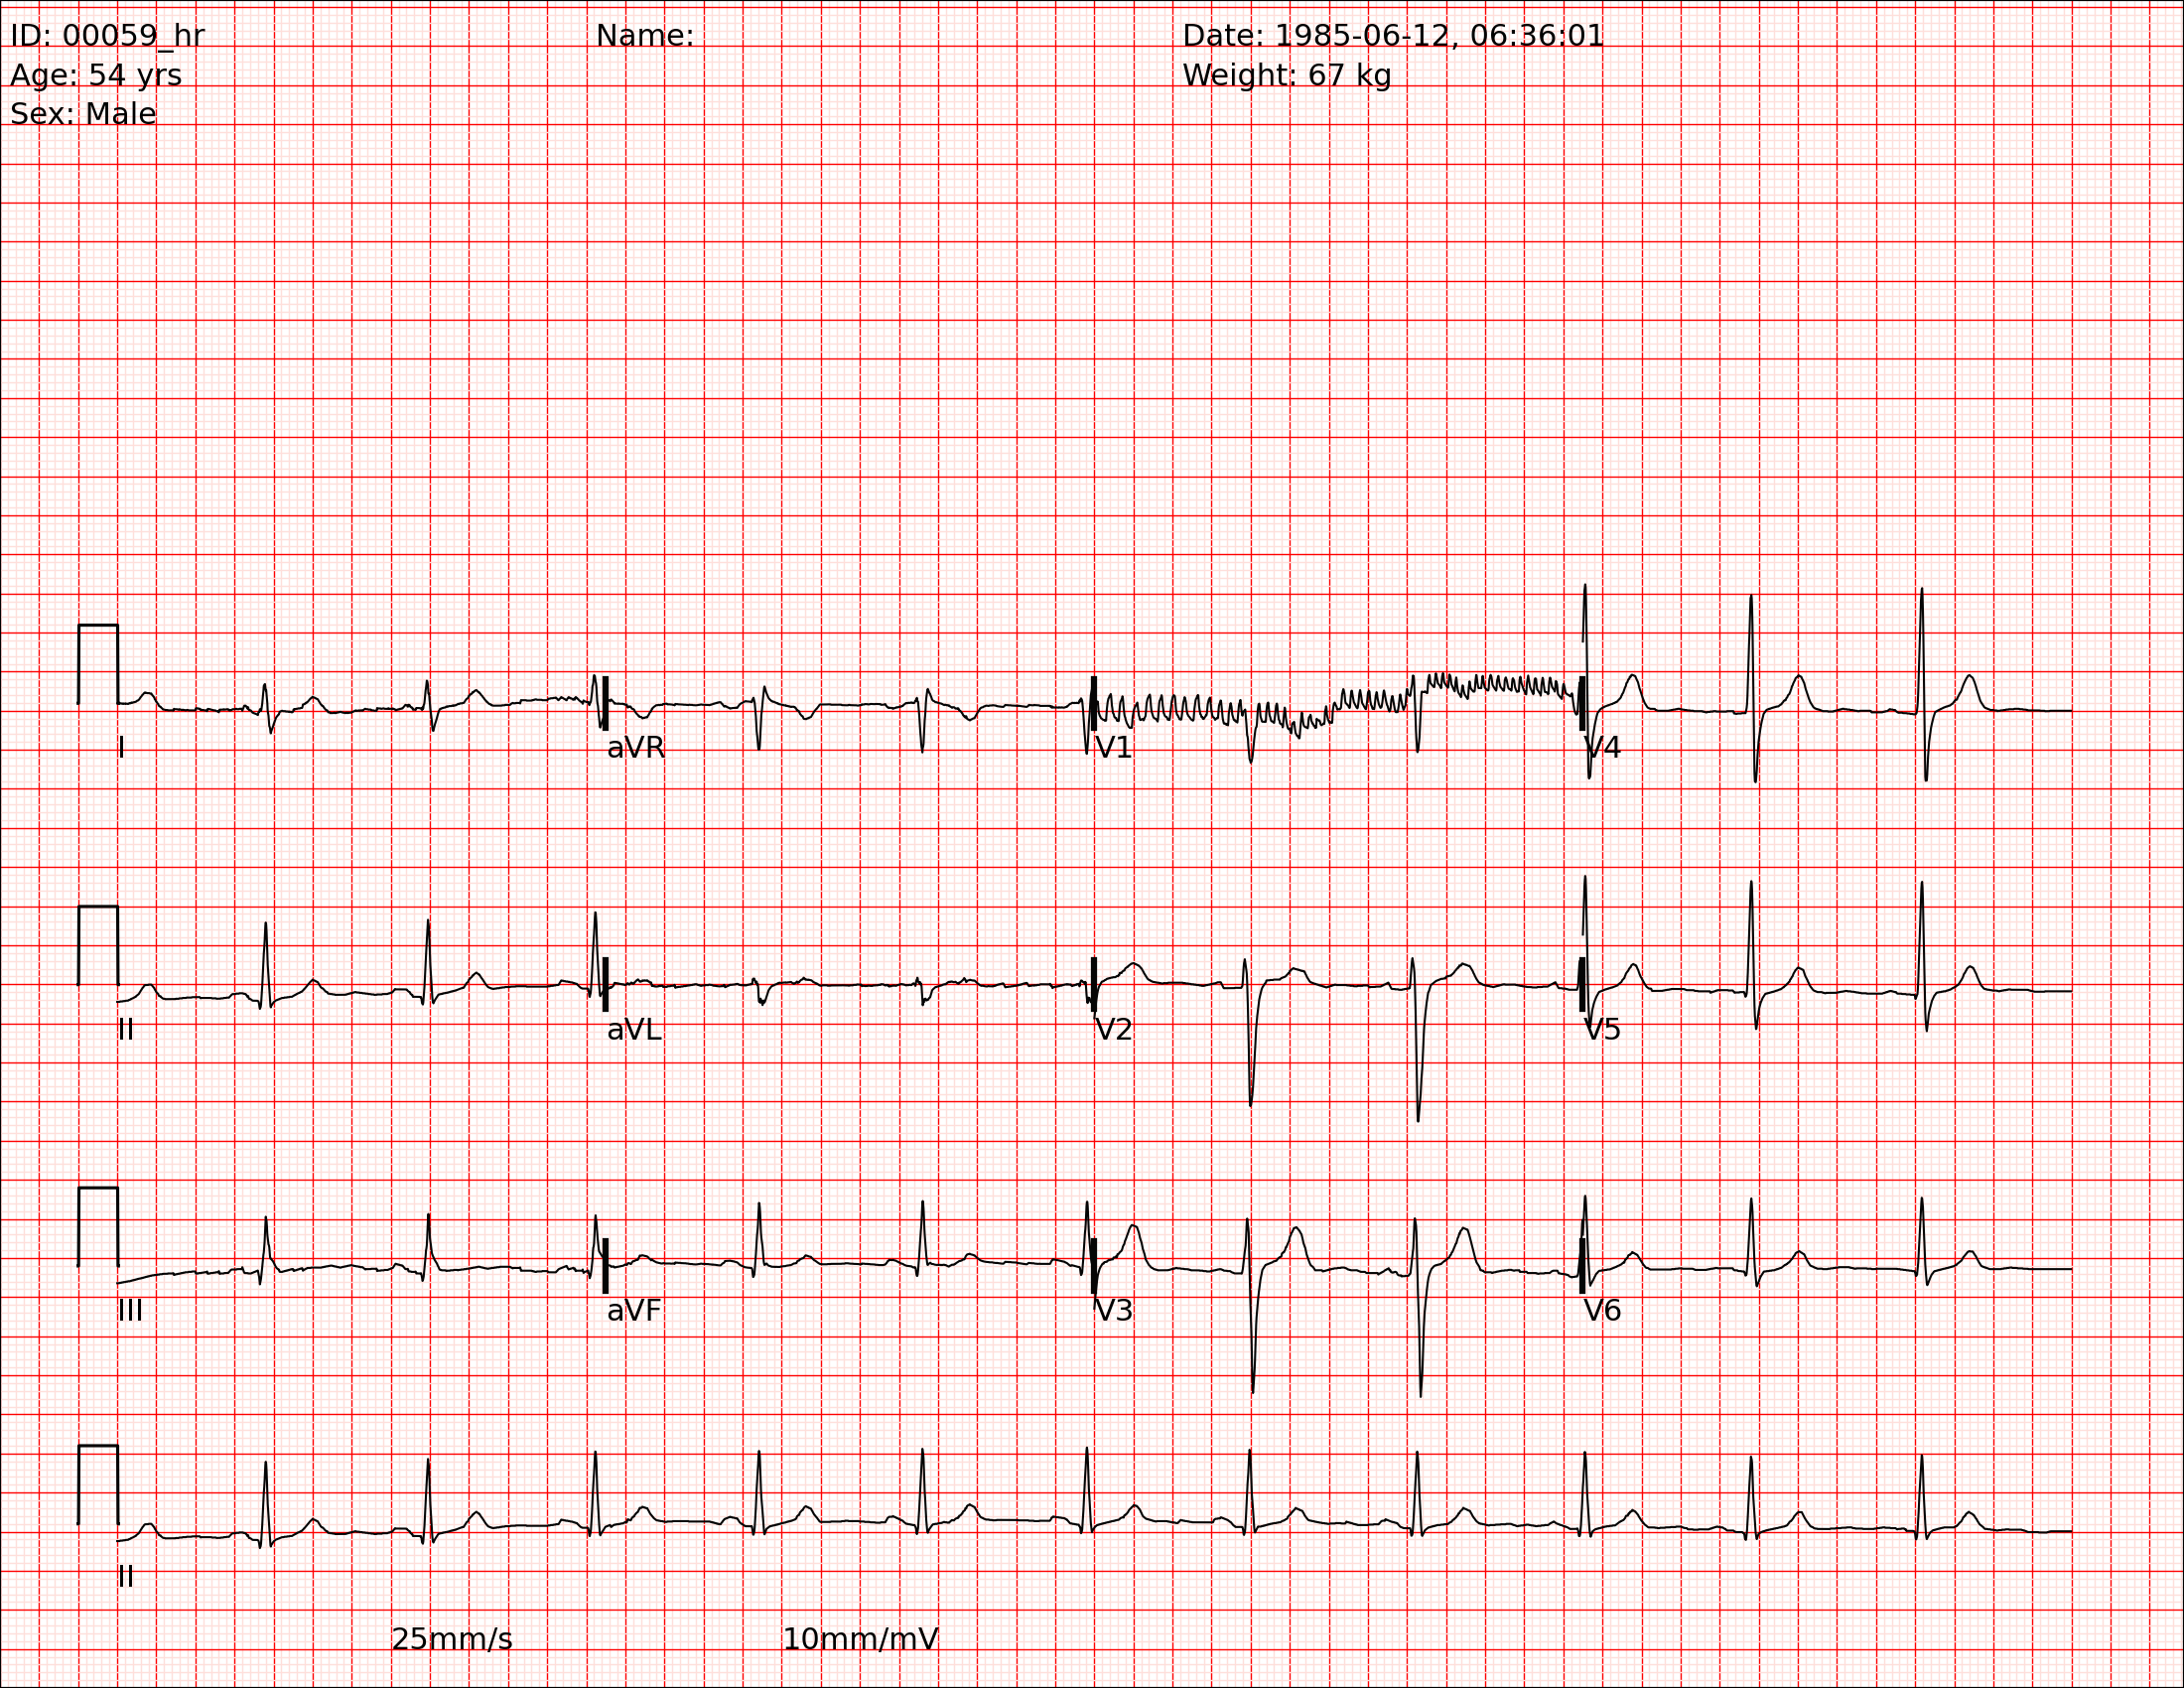 ID: 00059_hr Name: Date: 1985-06-12, 06:36:01
Age: 54 yrs Weight: 67 kg
Sex: Male
I aVR V1 V4
II aVL V2 V5
III aVF V3 V6
II
25mm/s 10mm/mV